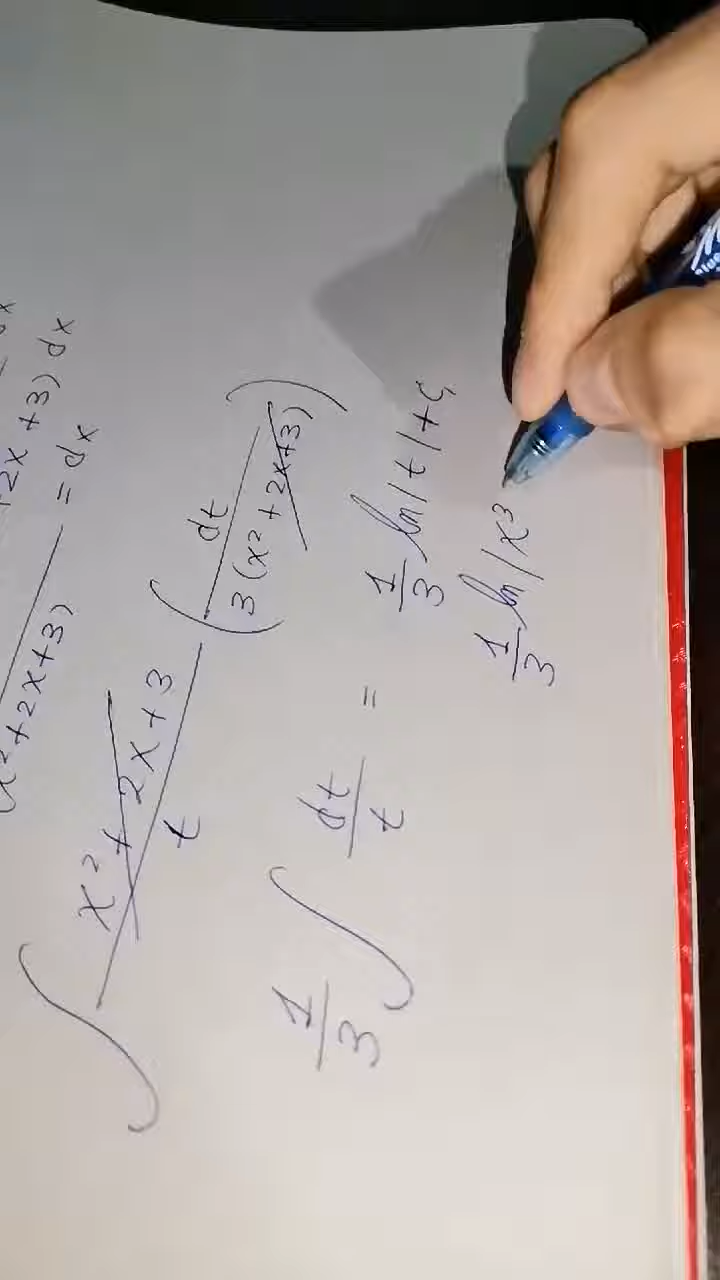 2x + 3) dx
x² + 2x + 3) = dx
∫ x² + 2x + 3 / t ( dt / 3 (x² + 2x + 3) )
1/3 ∫ dt / t = 1/3 ln | t | + C
1/3 ln | x³
Blue